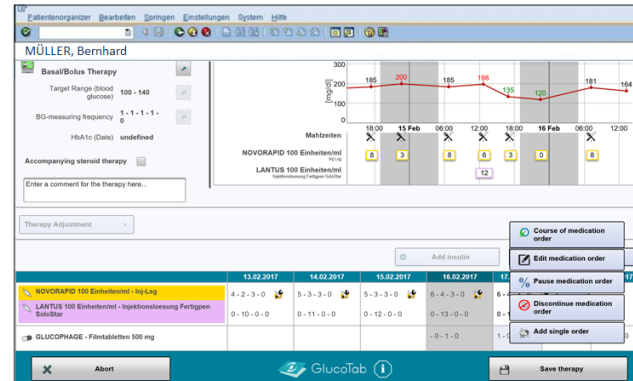 Patientenorganizer Bearbeiten Springen Einstellungen System Hilfe
MÜLLER, Bernhard
Basal/Bolus Therapy
Target Range (blood glucose) 100 - 140
BG-measuring frequency 1 - 1 - 1 - 1 - 0
HbA1c (Date) undefined
Accompanying steroid therapy
Enter a comment for the therapy here...
300
200
100
0
[mg/dl]
185 200 185 198 135 120 181 164
18:00 15 Feb 06:00 12:00 18:00 16 Feb 06:00 12:00
Mahlzeiten
NOVORAPID 100 Einheiten/ml 8 3 8 6 3 0 8
Inj-Lsg
LANTUS 100 Einheiten/ml 12
Injektionsloesung Fertigpen SoloStar
Therapy Adjustment
Add insulin
Course of medication order
Edit medication order
Pause medication order
Discontinue medication order
Add single order
13.02.2017 14.02.2017 15.02.2017 16.02.2017 17.
NOVORAPID 100 Einheiten/ml - Inj-Lsg 4 - 2 - 3 - 0 5 - 3 - 3 - 0 5 - 3 - 3 - 0 6 - 4 - 3 - 0
LANTUS 100 Einheiten/ml - Injektionsloesung Fertigpen SoloStar 0 - 10 - 0 - 0 0 - 11 - 0 - 0 0 - 12 - 0 - 0 0 - 13 - 0 - 0
GLUCOPHAGE - Filmtabletten 500 mg - 0 - 1 - 0
Abort
GlucoTab
Save therapy